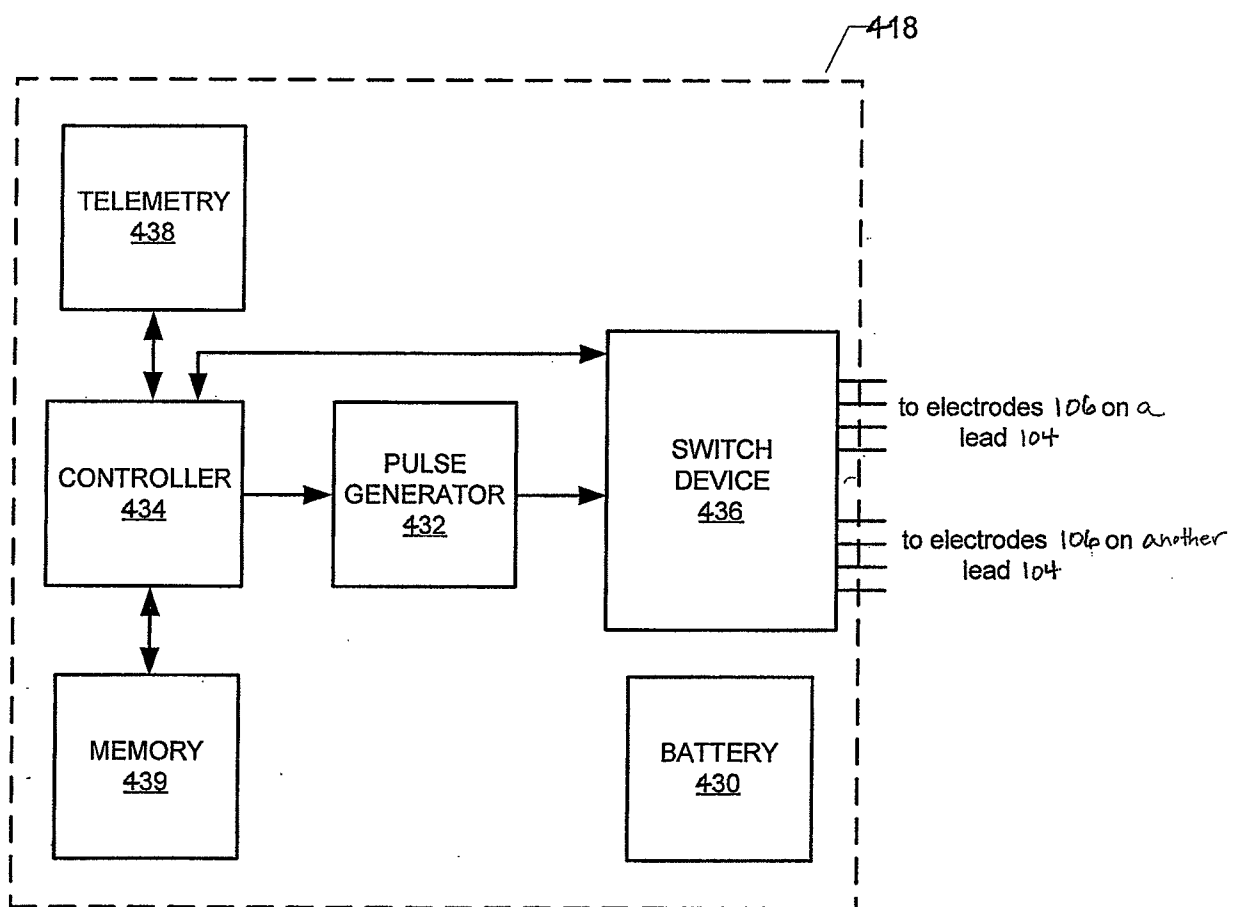 418
TELEMETRY
438
CONTROLLER
434
PULSE
GENERATOR
432
SWITCH
DEVICE
436
to electrodes 106 on a
lead 104
to electrodes 106 on another
lead 104
MEMORY
439
BATTERY
430